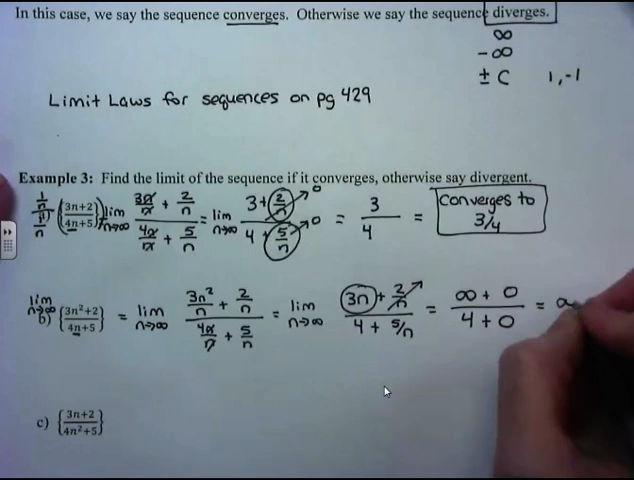 In this case, we say the sequence converges. Otherwise we say the sequence diverges.
∞
-∞
± C 1, -1
Limit Laws for sequences on pg 429
Example 3: Find the limit of the sequence if it converges, otherwise say divergent.
{(3n+2)/(4n+5)} lim n→∞ (3n/n + 2/n)/(4n/n + 5/n) = lim n→∞ (3 + 2/n → 0)/(4 + 5/n → 0) = 3/4 = Converges to 3/4
lim n→∞ b) {(3n²+2)/(4n+5)} = lim n→∞ (3n²/n + 2/n)/(4n/n + 5/n) = lim n→∞ (3n + 2/n)/(4 + 5/n) = (∞ + 0)/(4 + 0) =
c) {(3n+2)/(4n²+5)}